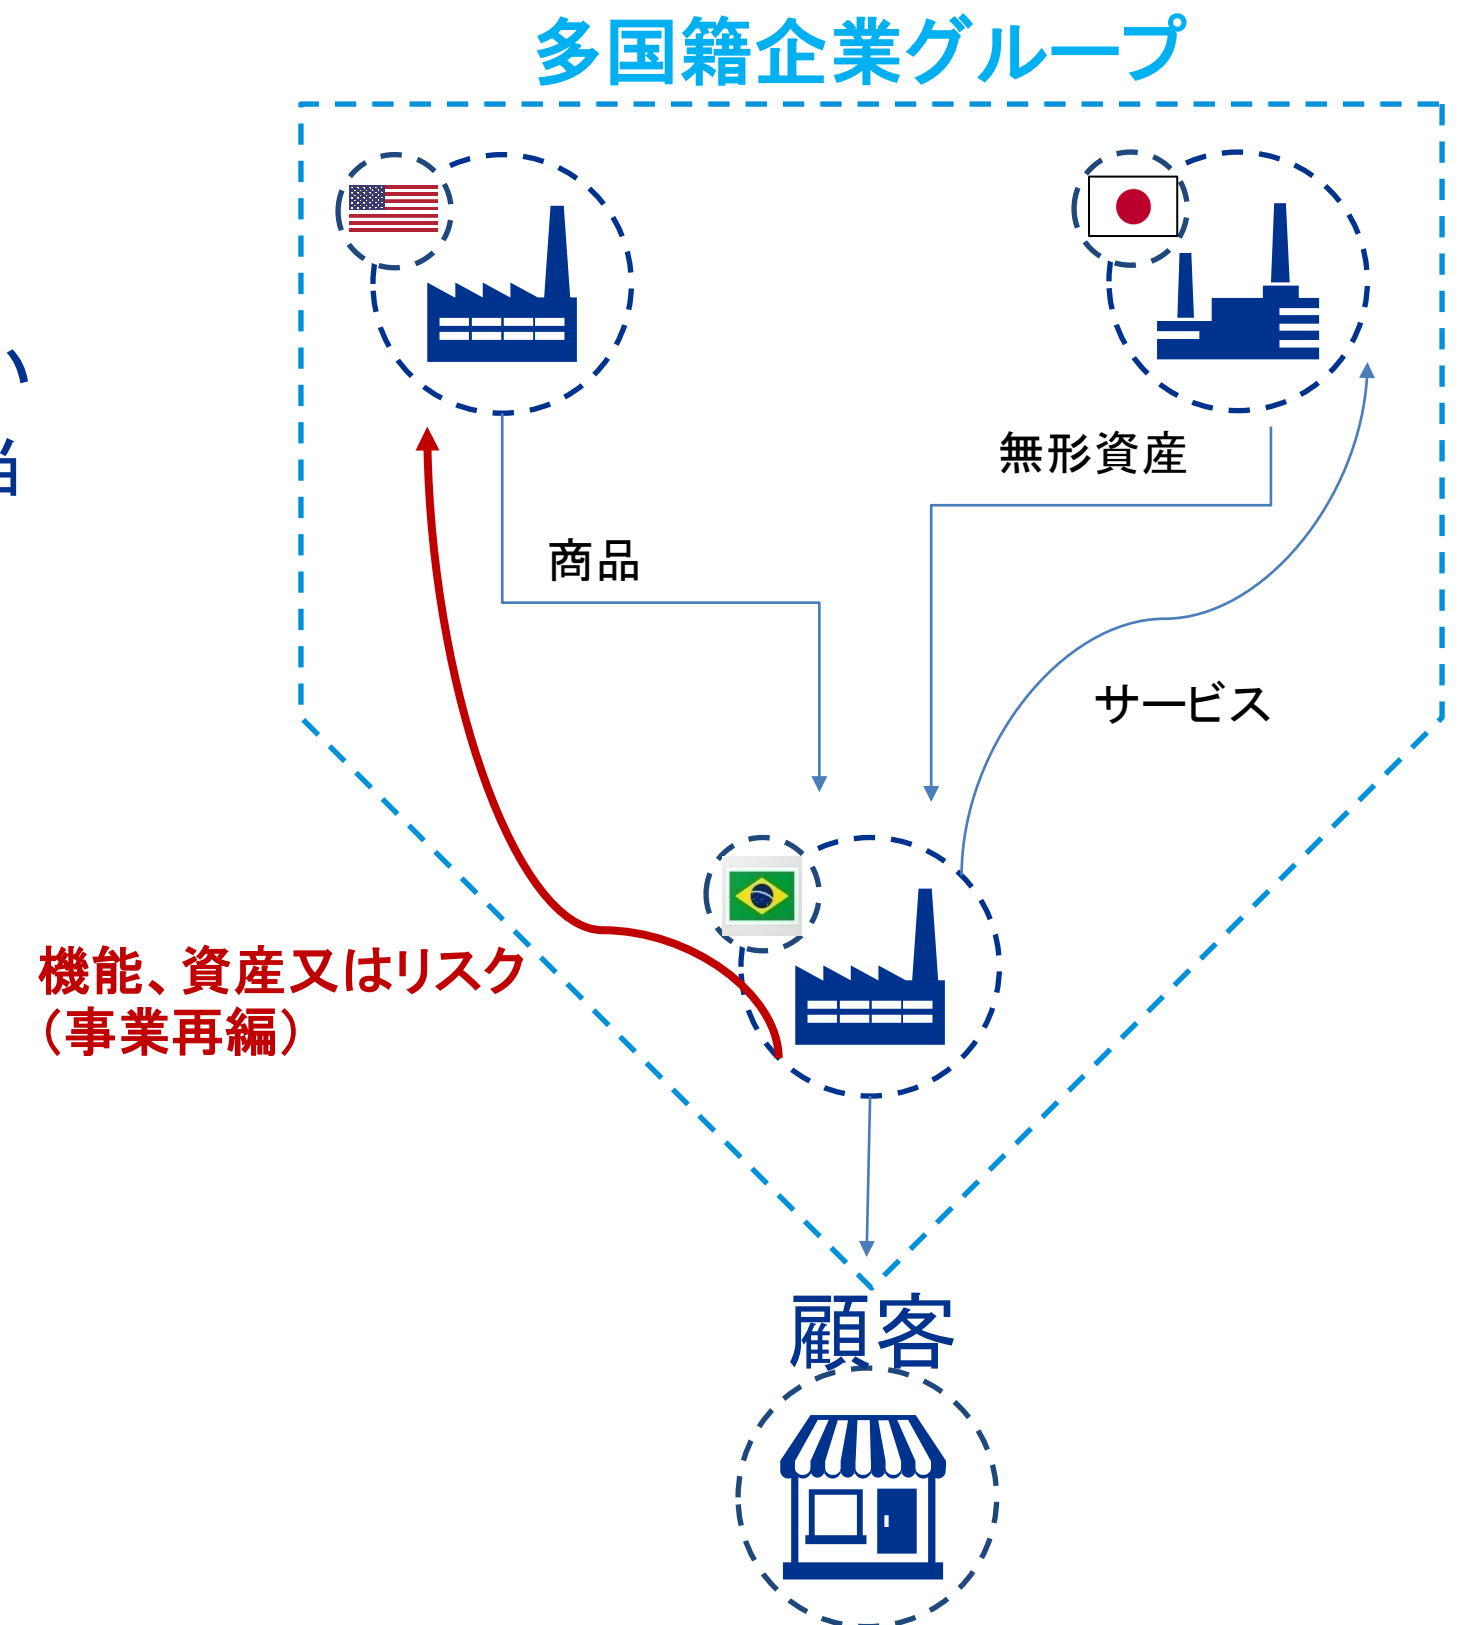 多国籍企業グループ
無形資産
商品
サービス
機能、資産又はリスク
（事業再編）
顧客